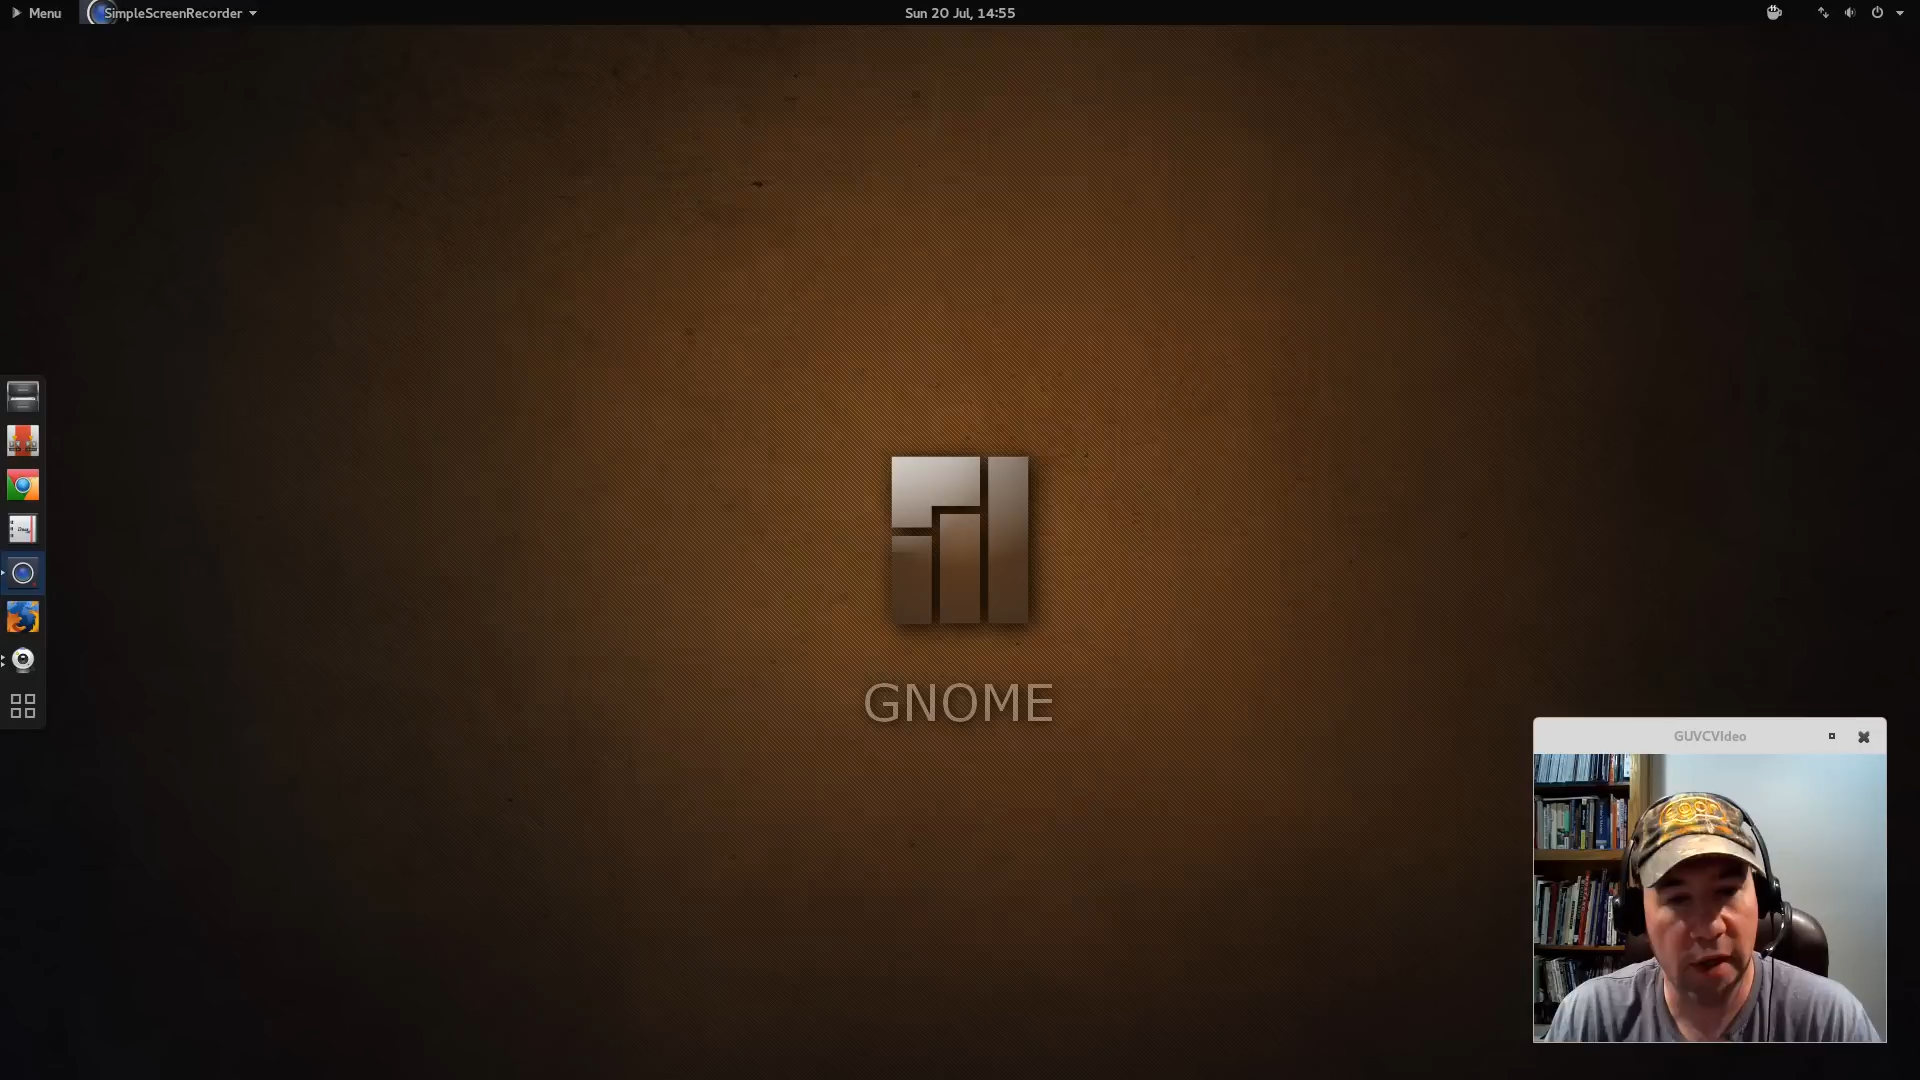 Menu
SimpleScreenRecorder
Sun 20 Jul, 14:55
GNOME
GUVCVIdeo